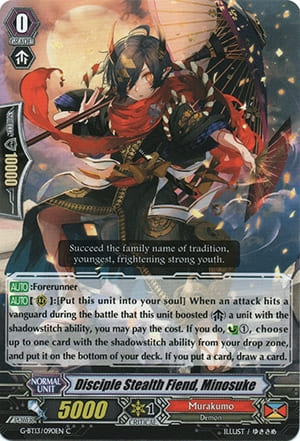 0
10000
Succeed the family name of tradition,
youngest, frightening strong youth.
AUTO:Forerunner
AUTO[ ]:[Put this unit into your soul] When an attack hits a
vanguard during the battle that this unit boosted a unit with the
shadowstitch ability, you may pay the cost. If you do, 1, choose
up to one card with the shadowstitch ability from your drop zone,
and put it on the bottom of your deck. If you put a card, draw a card.
NORMAL
UNIT
Disciple Stealth Fiend, Minosuke
POWER
5000
1
CRITICAL
Murakumo
Demon
G-BT13/090EN C
ILLUST / ゆきさめ